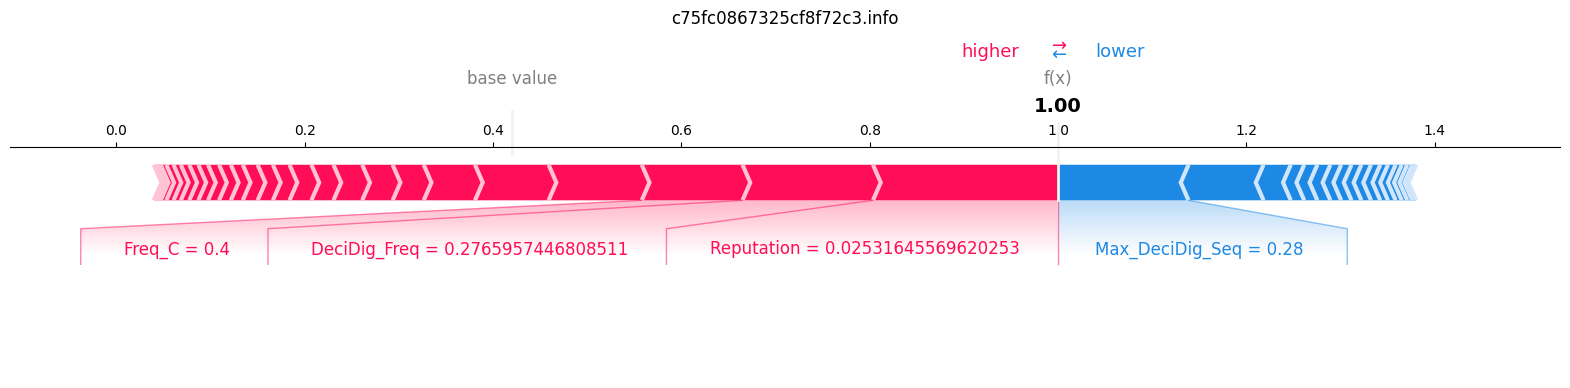 c75fc0867325cf8f72c3.info
higher → ← lower
base value f(x)
1.00
0.0 0.2 0.4 0.6 0.8 1.0 1.2 1.4
Freq_C = 0.4 DeciDig_Freq = 0.2765957446808511 Reputation = 0.02531645569620253 Max_DeciDig_Seq = 0.28